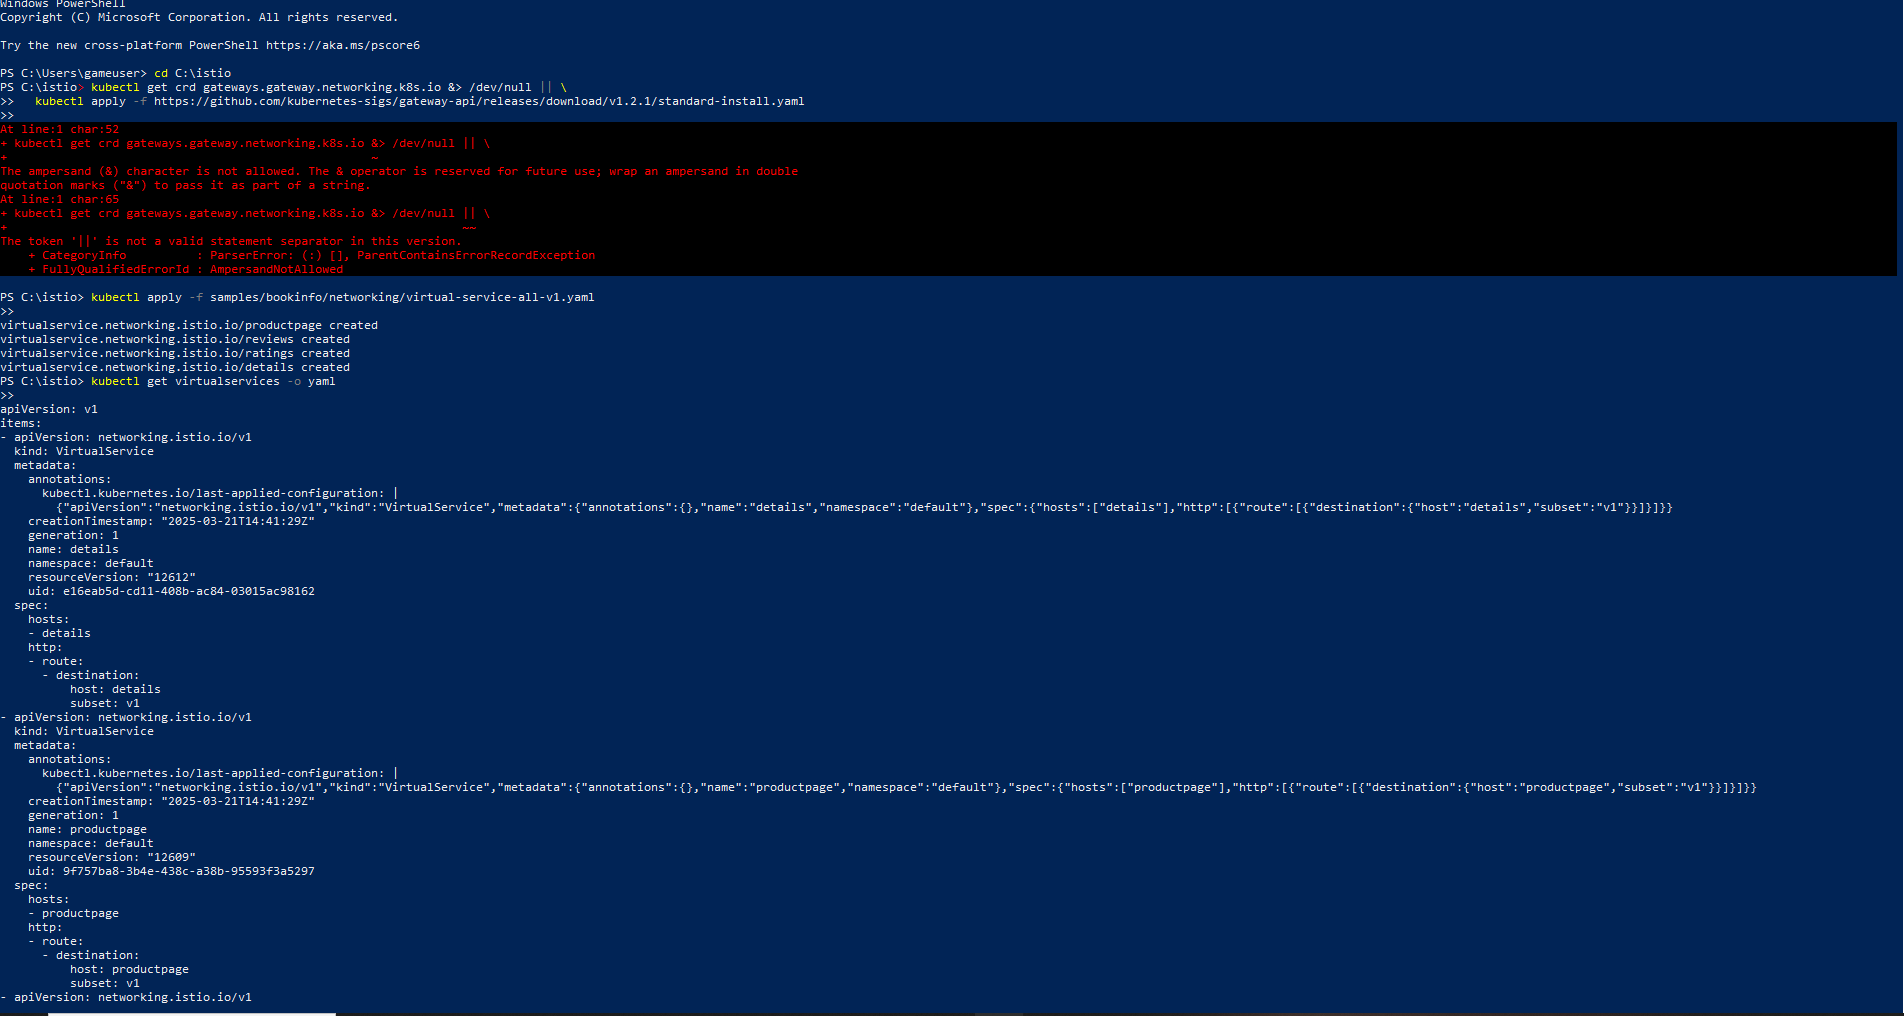 Windows PowerShell
Copyright (C) Microsoft Corporation. All rights reserved.
Try the new cross-platform PowerShell https://aka.ms/pscore6
PS C:\Users\gameuser> cd C:\istio
PS C:\istio> kubectl get crd gateways.gateway.networking.k8s.io &> /dev/null || \
>>   kubectl apply -f https://github.com/kubernetes-sigs/gateway-api/releases/download/v1.2.1/standard-install.yaml
>>
At line:1 char:52
+ kubectl get crd gateways.gateway.networking.k8s.io &> /dev/null || \
+                                                    ~
The ampersand (&) character is not allowed. The & operator is reserved for future use; wrap an ampersand in double
quotation marks ("&") to pass it as part of a string.
At line:1 char:65
+ kubectl get crd gateways.gateway.networking.k8s.io &> /dev/null || \
+                                                                 ~~
The token '||' is not a valid statement separator in this version.
    + CategoryInfo          : ParserError: (:) [], ParentContainsErrorRecordException
    + FullyQualifiedErrorId : AmpersandNotAllowed
PS C:\istio> kubectl apply -f samples/bookinfo/networking/virtual-service-all-v1.yaml
>>
virtualservice.networking.istio.io/productpage created
virtualservice.networking.istio.io/reviews created
virtualservice.networking.istio.io/ratings created
virtualservice.networking.istio.io/details created
PS C:\istio> kubectl get virtualservices -o yaml
>>
apiVersion: v1
items:
- apiVersion: networking.istio.io/v1
  kind: VirtualService
  metadata:
    annotations:
      kubectl.kubernetes.io/last-applied-configuration: |
        {"apiVersion":"networking.istio.io/v1","kind":"VirtualService","metadata":{"annotations":{},"name":"details","namespace":"default"},"spec":{"hosts":["details"],"http":[{"route":[{"destination":{"host":"details","subset":"v1"}}]}]}}
    creationTimestamp: "2025-03-21T14:41:29Z"
    generation: 1
    name: details
    namespace: default
    resourceVersion: "12612"
    uid: e16eab5d-cd11-408b-ac84-03015ac98162
  spec:
    hosts:
    - details
    http:
    - route:
      - destination:
          host: details
          subset: v1
- apiVersion: networking.istio.io/v1
  kind: VirtualService
  metadata:
    annotations:
      kubectl.kubernetes.io/last-applied-configuration: |
        {"apiVersion":"networking.istio.io/v1","kind":"VirtualService","metadata":{"annotations":{},"name":"productpage","namespace":"default"},"spec":{"hosts":["productpage"],"http":[{"route":[{"destination":{"host":"productpage","subset":"v1"}}]}]}}
    creationTimestamp: "2025-03-21T14:41:29Z"
    generation: 1
    name: productpage
    namespace: default
    resourceVersion: "12609"
    uid: 9f757ba8-3b4e-438c-a38b-95593f3a5297
  spec:
    hosts:
    - productpage
    http:
    - route:
      - destination:
          host: productpage
          subset: v1
- apiVersion: networking.istio.io/v1